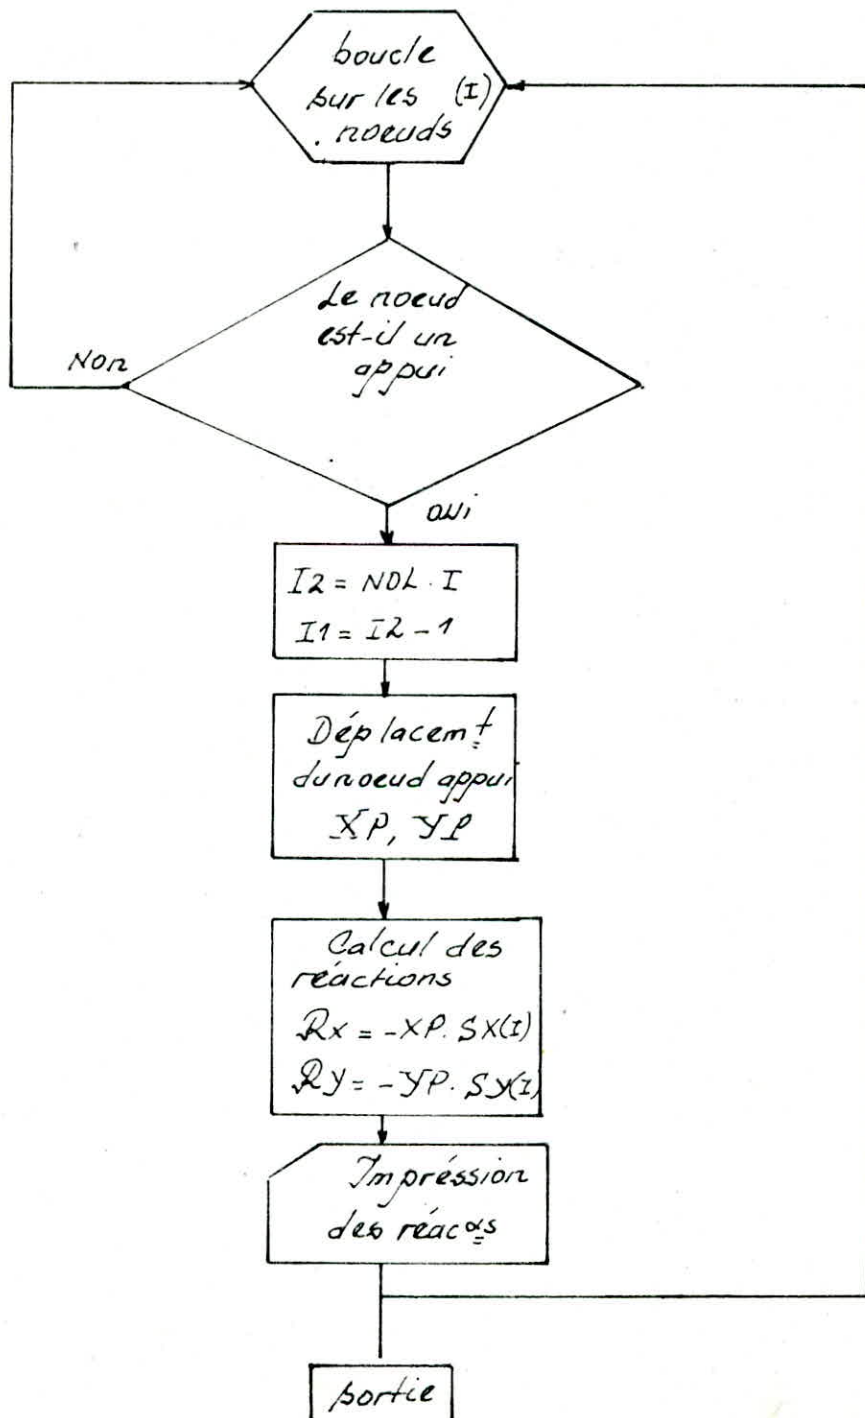 boucle
sur les (I)
noeuds
Le noeud
est-il un
appui
Non
oui
I2 = NDL . I
I1 = I2 - 1
Déplacemt
du noeud appui
XP, YP
Calcul des
réactions
Rx = -XP. SX(I)
Ry = -YP. SY(I)
Impréssion
des réacαs
sortie